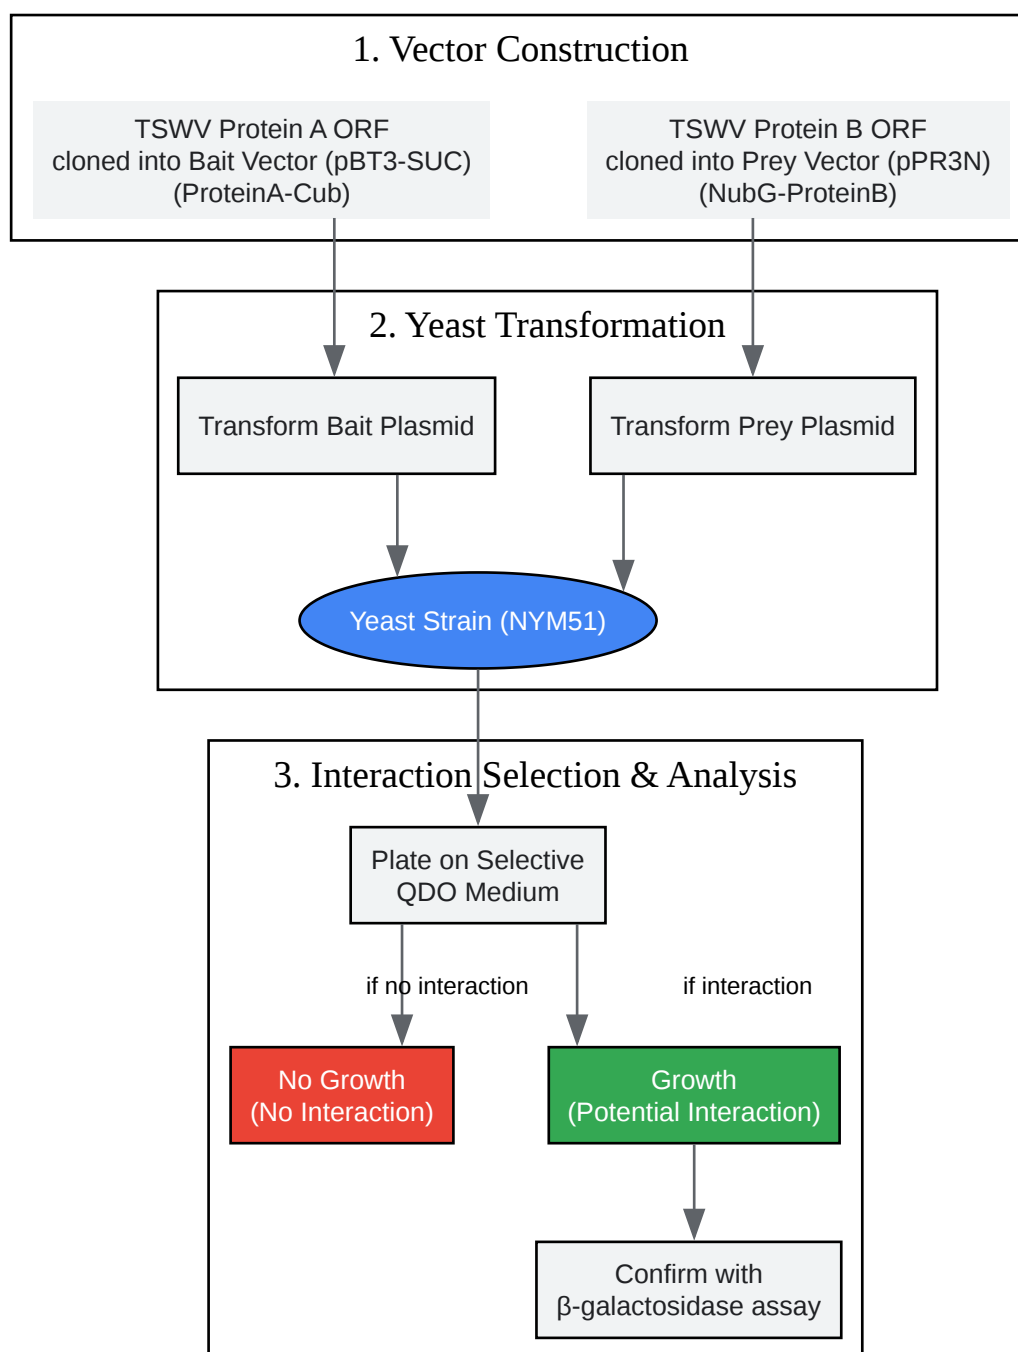 1. Vector Construction
TSWV Protein A ORF
cloned into Bait Vector (pBT3-SUC)
(ProteinA-Cub)
TSWV Protein B ORF
cloned into Prey Vector (pPR3N)
(NubG-ProteinB)
2. Yeast Transformation
Transform Bait Plasmid
Transform Prey Plasmid
Yeast Strain (NYM51)
3. Interaction Selection & Analysis
Plate on Selective
QDO Medium
if no interaction
if interaction
No Growth
(No Interaction)
Growth
(Potential Interaction)
Confirm with
β-galactosidase assay